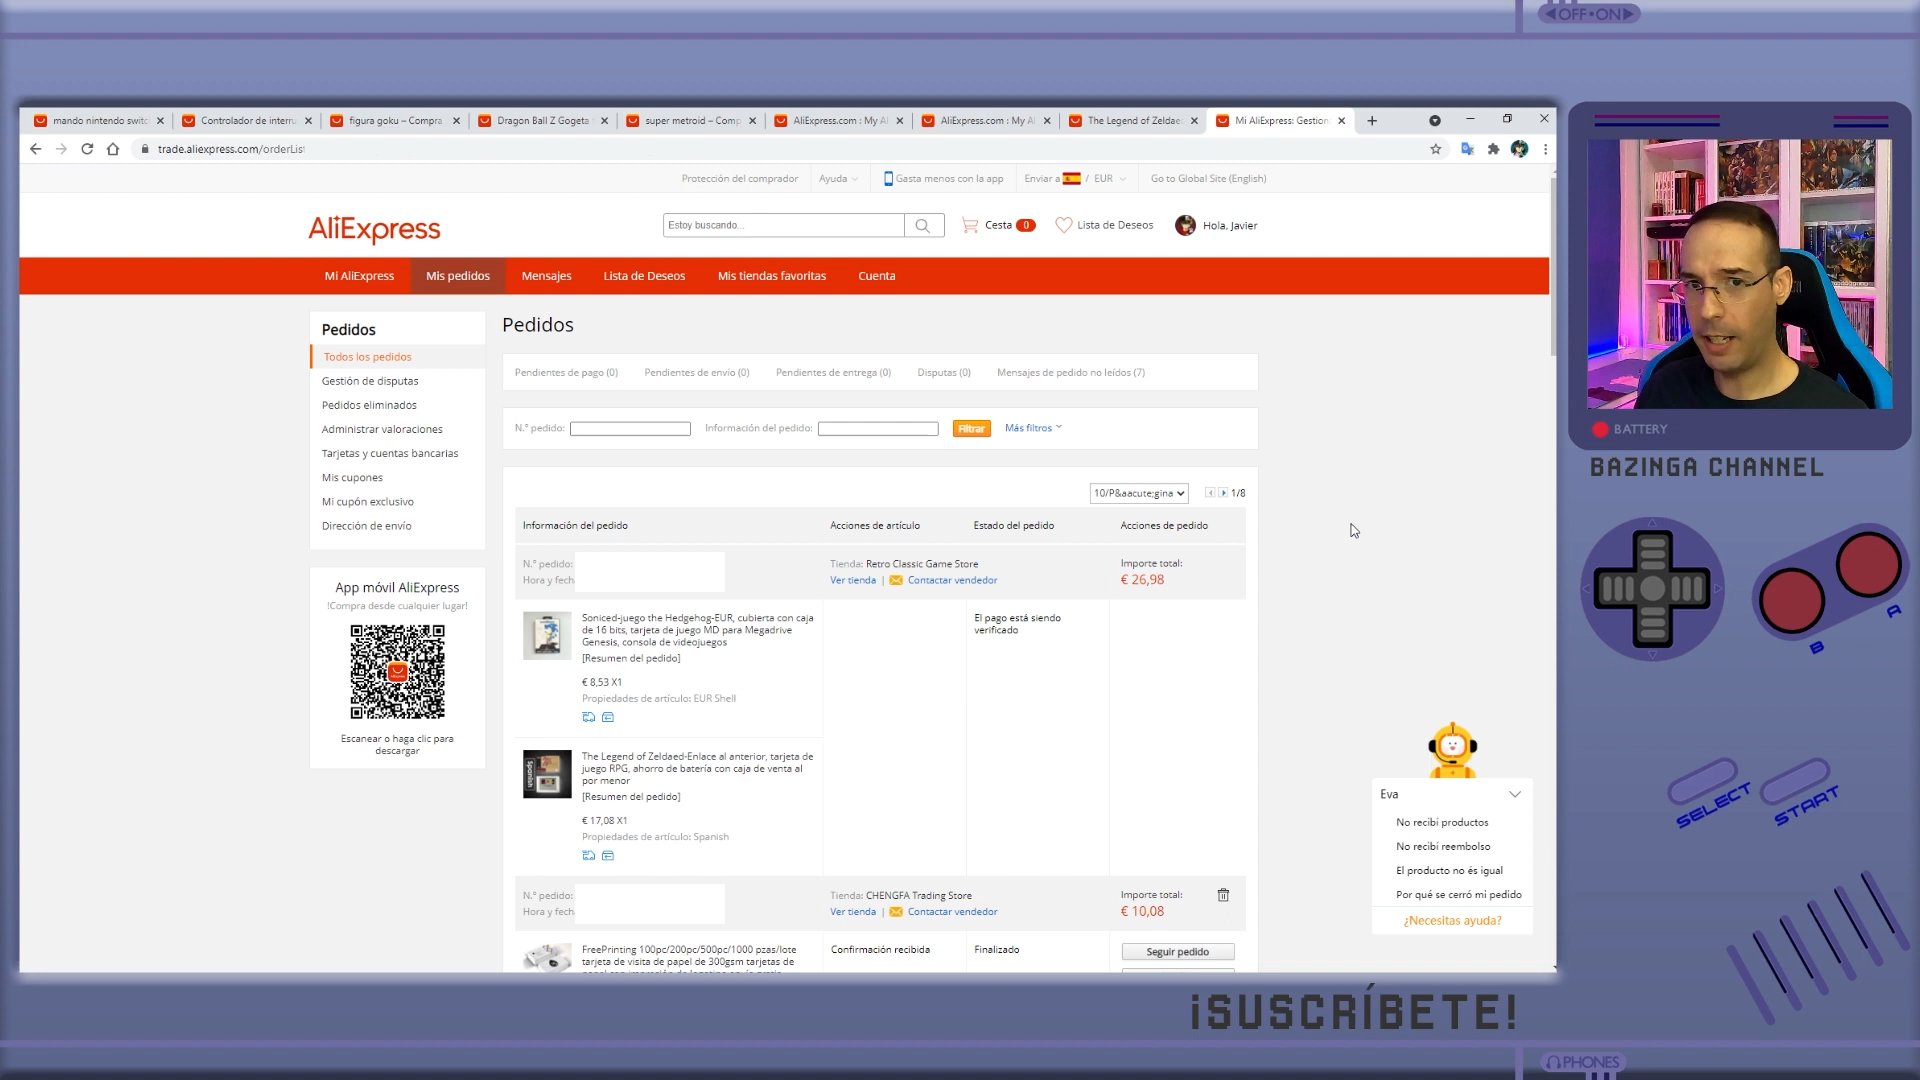 ◀OFF•ON▶
mando nintendo switc
Controlador de interru
figura goku – Compra
Dragon Ball Z Gogeta
super metroid – Comp
AliExpress.com : My Al
AliExpress.com : My Al
The Legend of Zeldaed
Mi AliExpress: Gestion
trade.aliexpress.com/orderList
Protección del comprador
Ayuda
Gasta menos con la app
Enviar a / EUR
Go to Global Site (English)
AliExpress
Estoy buscando...
Cesta 0
Lista de Deseos
Hola, Javier
Mi AliExpress
Mis pedidos
Mensajes
Lista de Deseos
Mis tiendas favoritas
Cuenta
Pedidos
Todos los pedidos
Gestión de disputas
Pedidos eliminados
Administrar valoraciones
Tarjetas y cuentas bancarias
Mis cupones
Mi cupón exclusivo
Dirección de envío
App móvil AliExpress
!Compra desde cualquier lugar!
Escanear o haga clic para
descargar
Pedidos
Pendientes de pago (0)
Pendientes de envío (0)
Pendientes de entrega (0)
Disputas (0)
Mensajes de pedido no leídos (7)
N.º pedido:
Información del pedido:
Filtrar
Más filtros
10/P&aacute;gina
1/8
Información del pedido
Acciones de artículo
Estado del pedido
Acciones de pedido
N.º pedido:
Hora y fech
Tienda: Retro Classic Game Store
Ver tienda | Contactar vendedor
Importe total:
€ 26,98
Soniced-juego the Hedgehog-EUR, cubierta con caja
de 16 bits, tarjeta de juego MD para Megadrive
Genesis, consola de videojuegos
[Resumen del pedido]
€ 8,53 X1
Propiedades de artículo: EUR Shell
El pago está siendo
verificado
Spanish
The Legend of Zeldaed-Enlace al anterior, tarjeta de
juego RPG, ahorro de batería con caja de venta al
por menor
[Resumen del pedido]
€ 17,08 X1
Propiedades de artículo: Spanish
N.º pedido:
Hora y fech
Tienda: CHENGFA Trading Store
Ver tienda | Contactar vendedor
Importe total:
€ 10,08
FreePrinting 100pc/200pc/500pc/1000 pzas/lote
tarjeta de visita de papel de 300gsm tarjetas de
Confirmación recibida
Finalizado
Seguir pedido
Eva
No recibí productos
No recibí reembolso
El producto no és igual
Por qué se cerró mi pedido
¿Necesitas ayuda?
BATTERY
BAZINGA CHANNEL
A
B
SELECT
START
¡SUSCRÍBETE!
PHONES